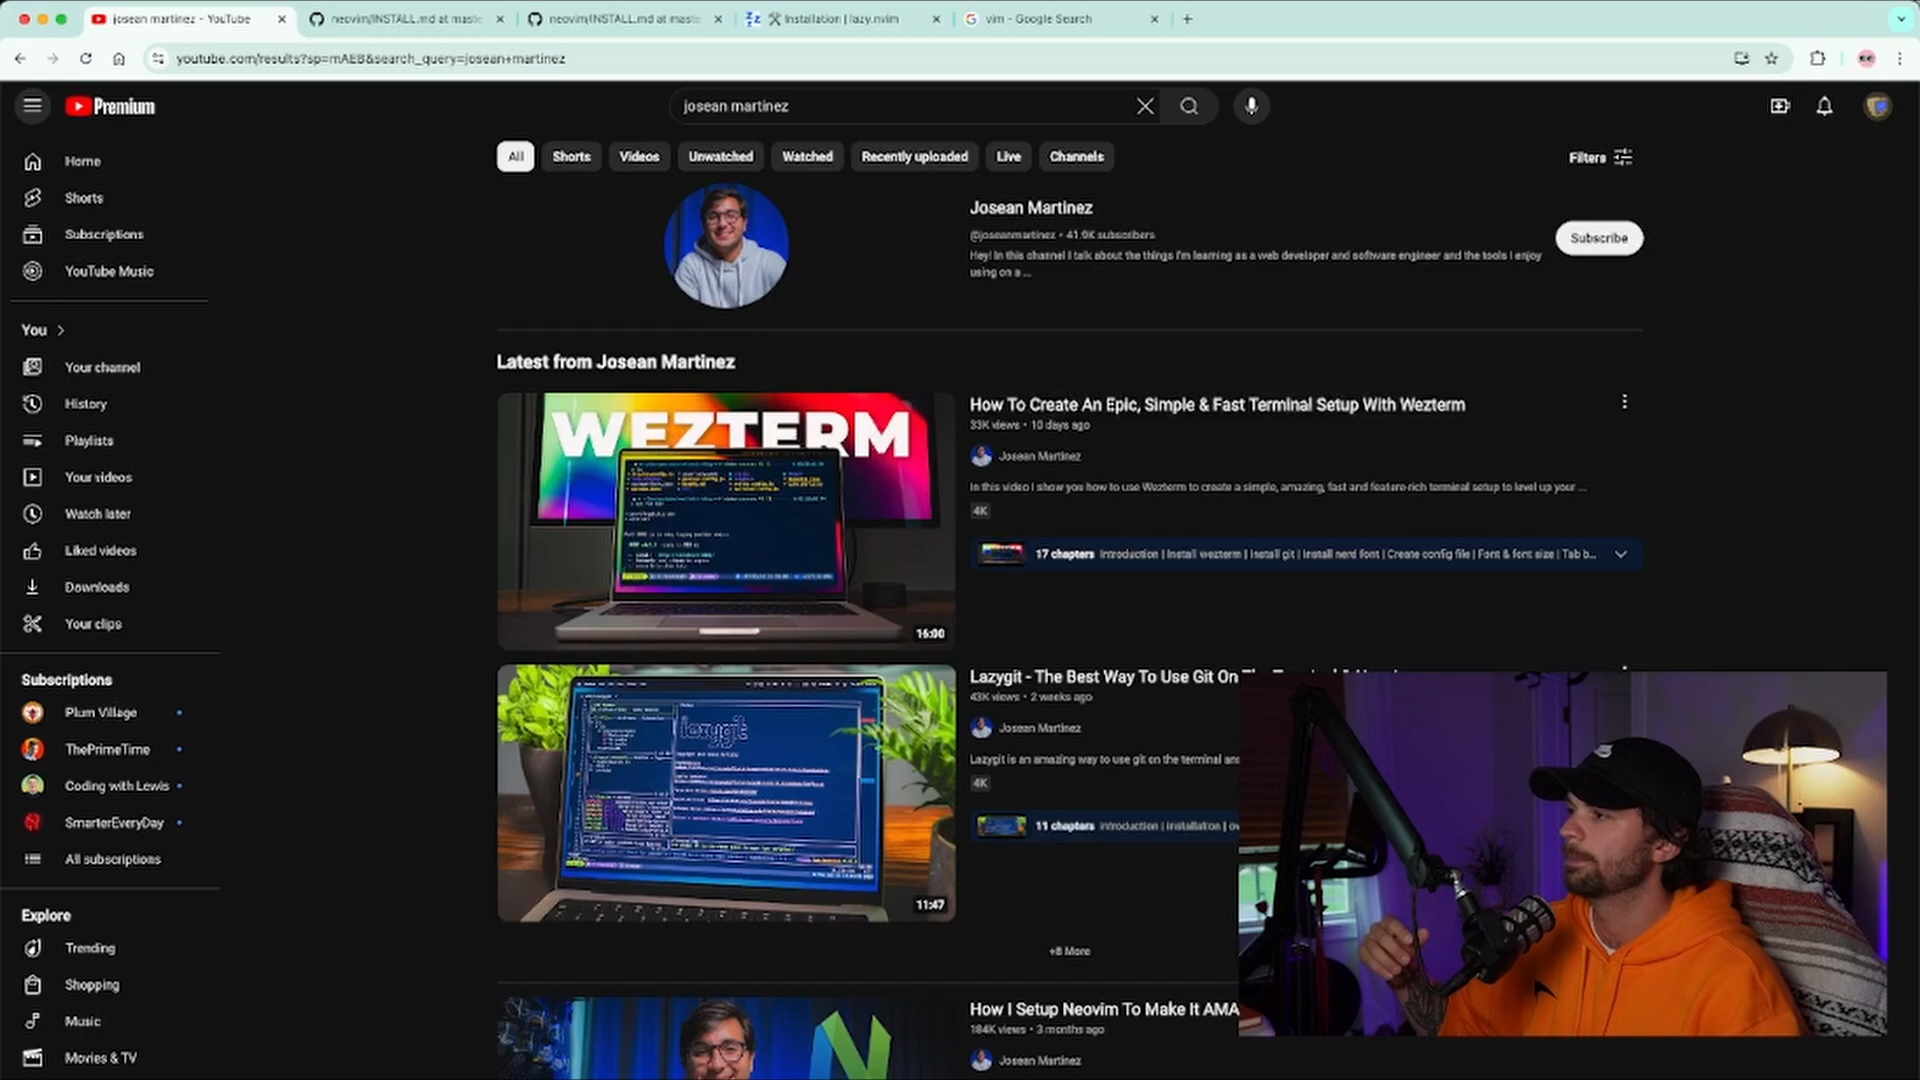 josean martinez - YouTube
neovim/INSTALL.md at maste
neovim/INSTALL.md at maste
Installation | lazy.nvim
vim - Google Search
youtube.com/results?sp=mAEB&search_query=josean+martinez
Premium
josean martinez
All
Shorts
Videos
Unwatched
Watched
Recently uploaded
Live
Channels
Filters
Home
Shorts
Subscriptions
YouTube Music
You
Your channel
History
Playlists
Your videos
Watch later
Liked videos
Downloads
Your clips
Subscriptions
Plum Village
ThePrimeTime
Coding with Lewis
SmarterEveryDay
All subscriptions
Explore
Trending
Shopping
Music
Movies & TV
Josean Martinez
@joseanmartinez • 41.9K subscribers
Hey! In this channel I talk about the things I'm learning as a web developer and software engineer and the tools I enjoy
using on a ...
Subscribe
Latest from Josean Martinez
WEZTERM
16:00
How To Create An Epic, Simple & Fast Terminal Setup With Wezterm
33K views • 10 days ago
Josean Martinez
In this video I show you how to use Wezterm to create a simple, amazing, fast and feature-rich terminal setup to level up your ...
4K
17 chapters Introduction | Install wezterm | Install git | Install nerd font | Create config file | Font & font size | Tab b...
lazygit
11:47
Lazygit - The Best Way To Use Git On
43K views • 2 weeks ago
Josean Martinez
Lazygit is an amazing way to use git on the terminal and
4K
11 chapters Introduction | Installation |
+8 More
How I Setup Neovim To Make It AMA
184K views • 3 months ago
Josean Martinez